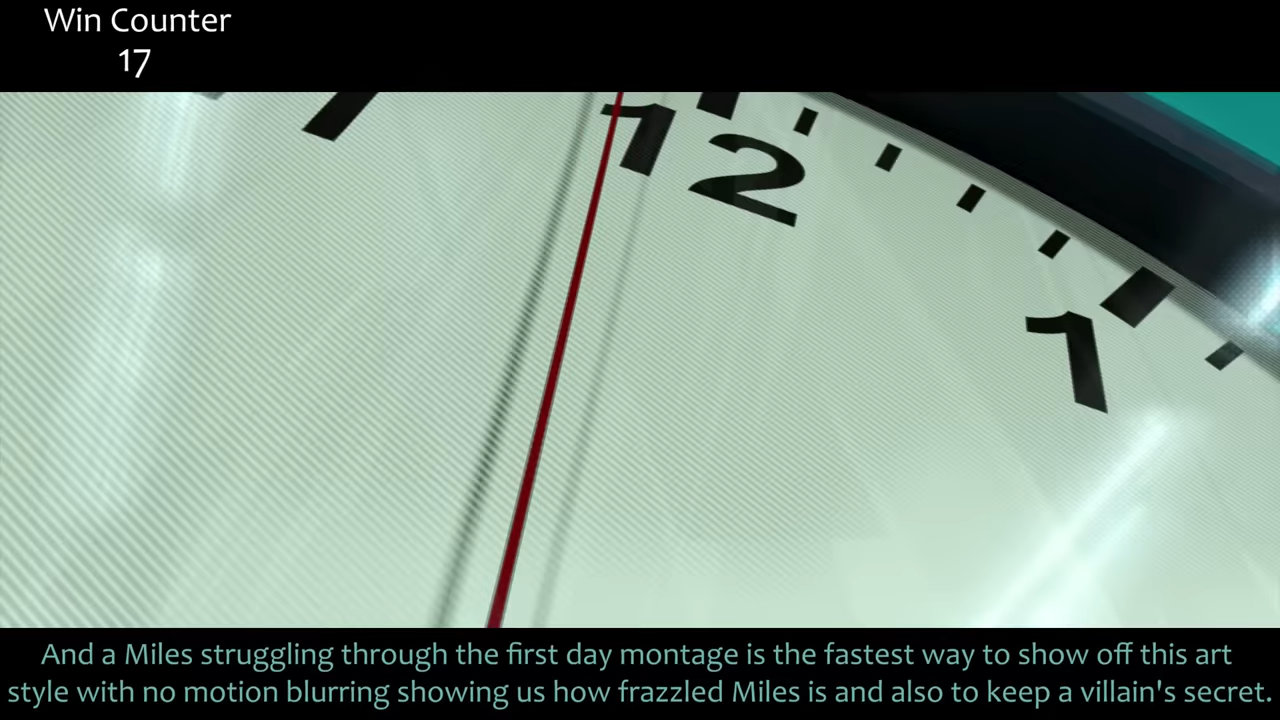 Win Counter
17
12
1
And a Miles struggling through the first day montage is the fastest way to show off this art
style with no motion blurring showing us how frazzled Miles is and also to keep a villain's secret.